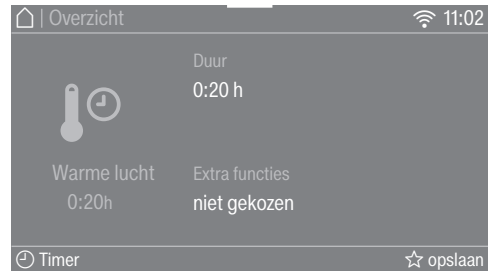 | Overzicht
11:02
Duur
0:20 h
Warme lucht
0:20h
Extra functies
niet gekozen
Timer
opslaan